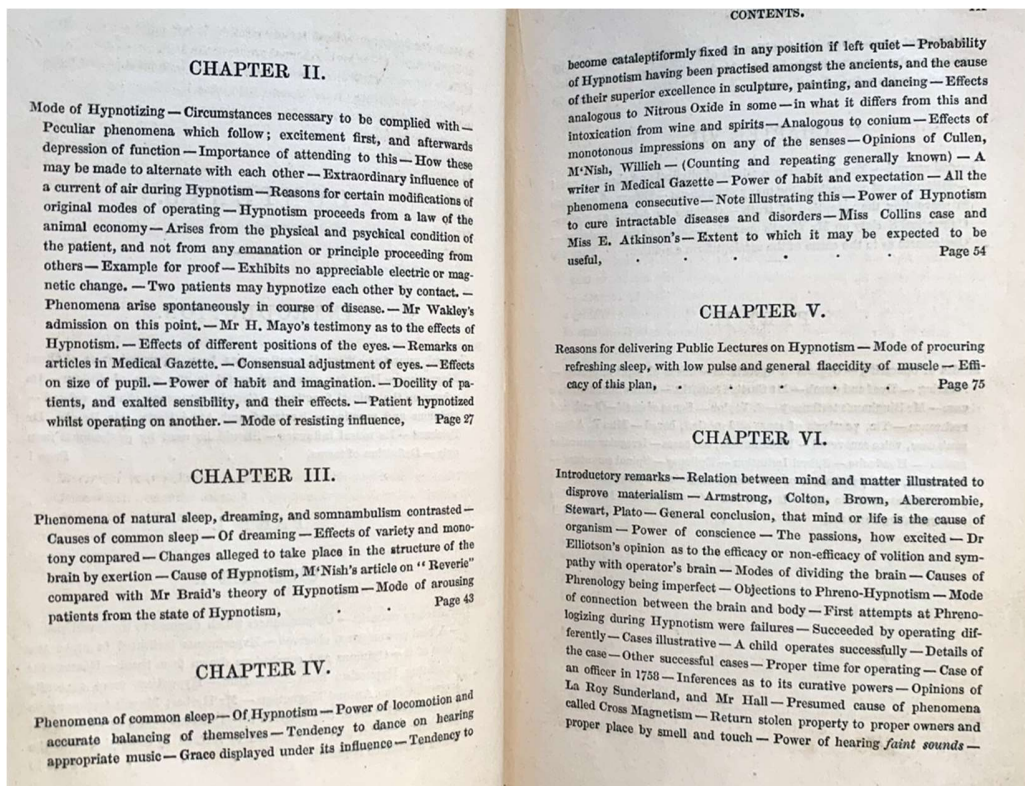 CHAPTER II.
Mode of Hypnotizing — Circumstances necessary to be complied with —
Peculiar phenomena which follow; excitement first, and afterwards
depression of function — Importance of attending to this — How these
may be made to alternate with each other — Extraordinary influence of
a current of air during Hypnotism — Reasons for certain modifications of
original modes of operating — Hypnotism proceeds from a law of the
animal economy — Arises from the physical and psychical condition of
the patient, and not from any emanation or principle proceeding from
others — Example for proof — Exhibits no appreciable electric or mag-
netic change. — Two patients may hypnotize each other by contact. —
Phenomena arise spontaneously in course of disease. — Mr Wakley's
admission on this point. — Mr H. Mayo's testimony as to the effects of
Hypnotism. — Effects of different positions of the eyes. — Remarks on
articles in Medical Gazette. — Consensual adjustment of eyes. — Effects
on size of pupil. — Power of habit and imagination. — Docility of pa-
tients, and exalted sensibility, and their effects. — Patient hypnotized
whilst operating on another. — Mode of resisting influence, Page 27
CHAPTER III.
Phenomena of natural sleep, dreaming, and somnambulism contrasted —
Causes of common sleep — Of dreaming — Effects of variety and mono-
tony compared — Changes alleged to take place in the structure of the
brain by exertion — Cause of Hypnotism, M'Nish's article on "Reverie"
compared with Mr Braid's theory of Hypnotism — Mode of arousing
patients from the state of Hypnotism, . . Page 43
CHAPTER IV.
Phenomena of common sleep — Of Hypnotism — Power of locomotion and
accurate balancing of themselves — Tendency to dance on hearing
appropriate music — Grace displayed under its influence — Tendency to
CONTENTS.
become cataleptiformly fixed in any position if left quiet — Probability
of Hypnotism having been practised amongst the ancients, and the cause
of their superior excellence in sculpture, painting, and dancing — Effects
analogous to Nitrous Oxide in some — in what it differs from this and
intoxication from wine and spirits — Analogous to conium — Effects of
monotonous impressions on any of the senses — Opinions of Cullen,
M'Nish, Willich — (Counting and repeating generally known) — A
writer in Medical Gazette — Power of habit and expectation — All the
phenomena consecutive — Note illustrating this — Power of Hypnotism
to cure intractable diseases and disorders — Miss Collins case and
Miss E. Atkinson's — Extent to which it may be expected to be
useful, . . . . . . Page 54
CHAPTER V.
Reasons for delivering Public Lectures on Hypnotism — Mode of procuring
refreshing sleep, with low pulse and general flaccidity of muscle — Effi-
cacy of this plan, . . . . . Page 75
CHAPTER VI.
Introductory remarks — Relation between mind and matter illustrated to
disprove materialism — Armstrong, Colton, Brown, Abercrombie,
Stewart, Plato — General conclusion, that mind or life is the cause of
organism — Power of conscience — The passions, how excited — Dr
Elliotson's opinion as to the efficacy or non-efficacy of volition and sym-
pathy with operator's brain — Modes of dividing the brain — Causes of
Phrenology being imperfect — Objections to Phreno-Hypnotism — Mode
of connection between the brain and body — First attempts at Phreno-
logizing during Hypnotism were failures — Succeeded by operating dif-
ferently — Cases illustrative — A child operates successfully — Details of
the case — Other successful cases — Proper time for operating — Case of
an officer in 1758 — Inferences as to its curative powers — Opinions of
La Roy Sunderland, and Mr Hall — Presumed cause of phenomena
called Cross Magnetism — Return stolen property to proper owners and
proper place by smell and touch — Power of hearing faint sounds —